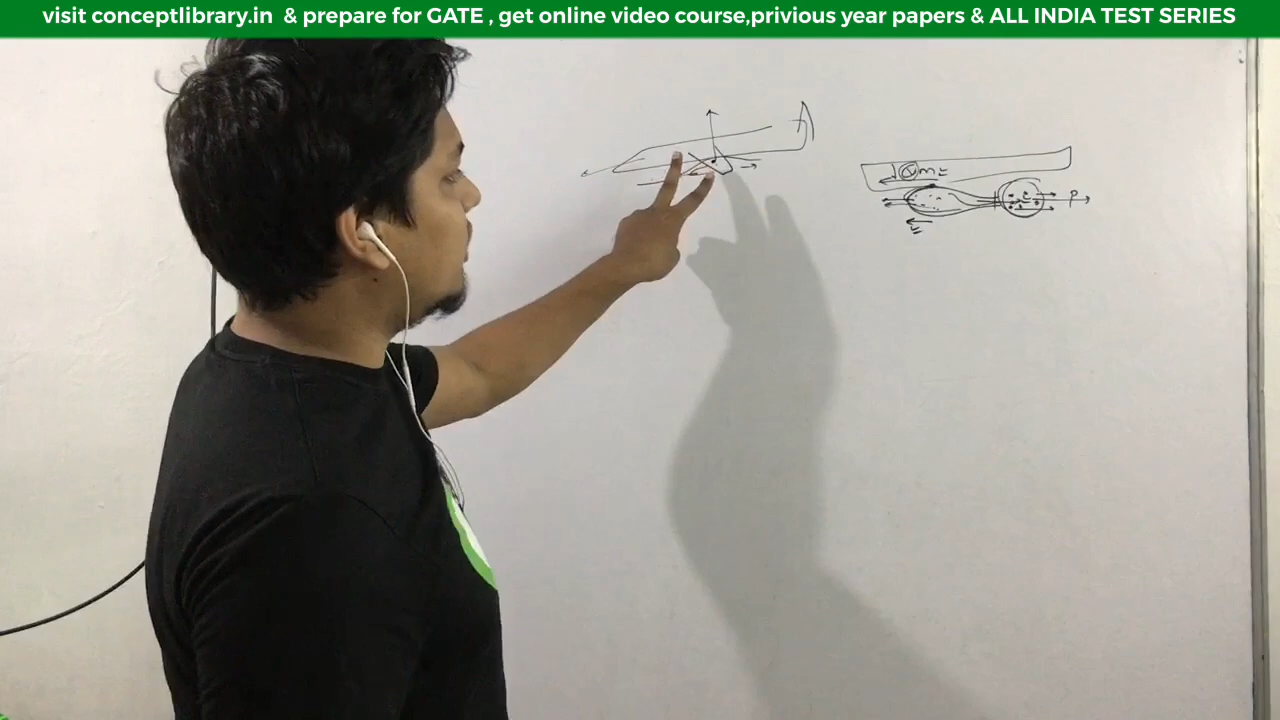 visit conceptlibrary.in & prepare for GATE , get online video course,privious year papers & ALL INDIA TEST SERIES
P